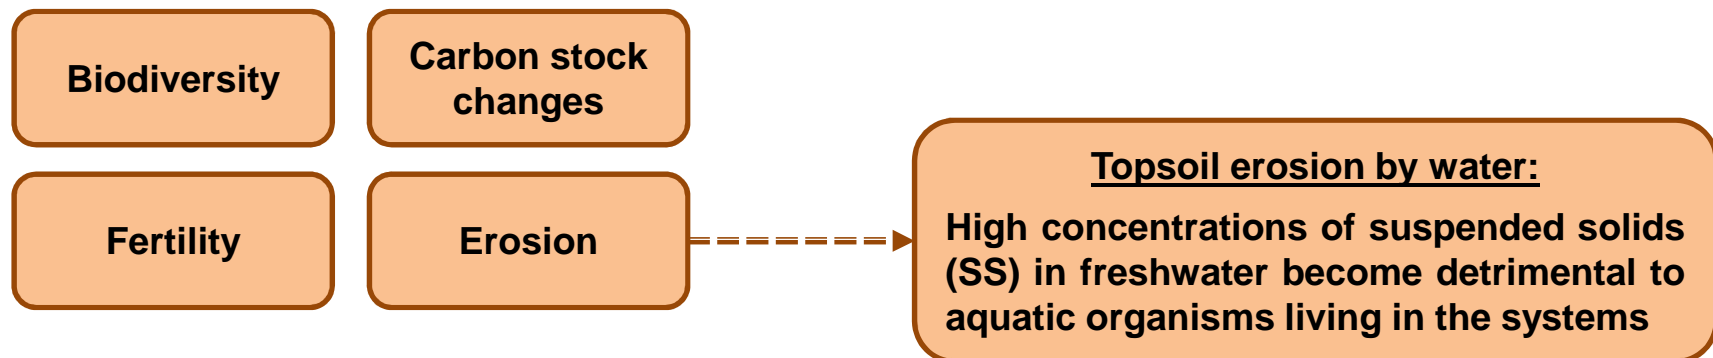 Biodiversity
Carbon stock
changes
Fertility
Erosion
Topsoil erosion by water:
High concentrations of suspended solids
(SS) in freshwater become detrimental to
aquatic organisms living in the systems